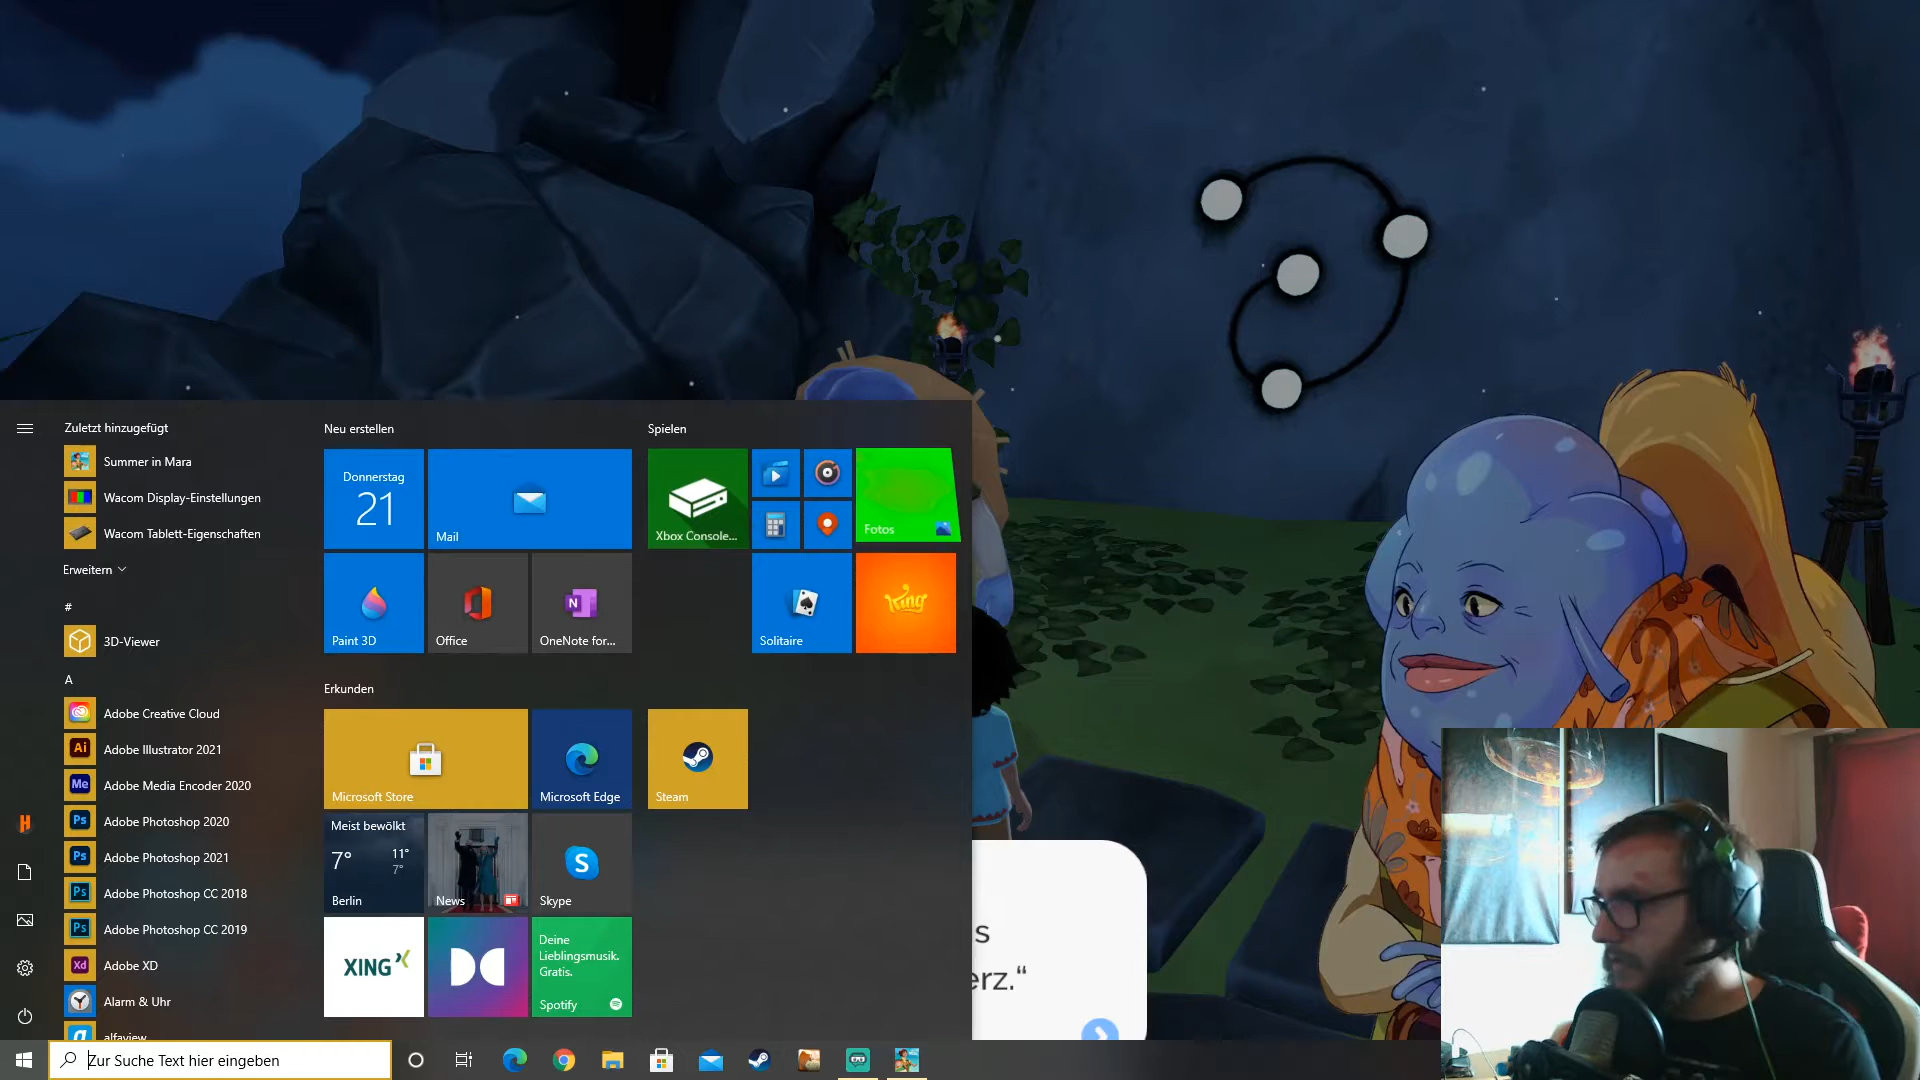 Zuletzt hinzugefügt
Summer in Mara
Wacom Display-Einstellungen
Wacom Tablett-Eigenschaften
Erweitern
#
3D-Viewer
A
Adobe Creative Cloud
Adobe Illustrator 2021
Adobe Media Encoder 2020
Adobe Photoshop 2020
Adobe Photoshop 2021
Adobe Photoshop CC 2018
Adobe Photoshop CC 2019
Adobe XD
Alarm & Uhr
alfaview
Neu erstellen
Donnerstag
21
Mail
Paint 3D
Office
OneNote for...
Erkunden
Microsoft Store
Microsoft Edge
Meist bewölkt
7°
11°
7°
Berlin
News
Skype
XING
Deine
Lieblingsmusik.
Gratis.
Spotify
Spielen
Xbox Console...
Fotos
Solitaire
King
Steam
s
erz.“
Zur Suche Text hier eingeben